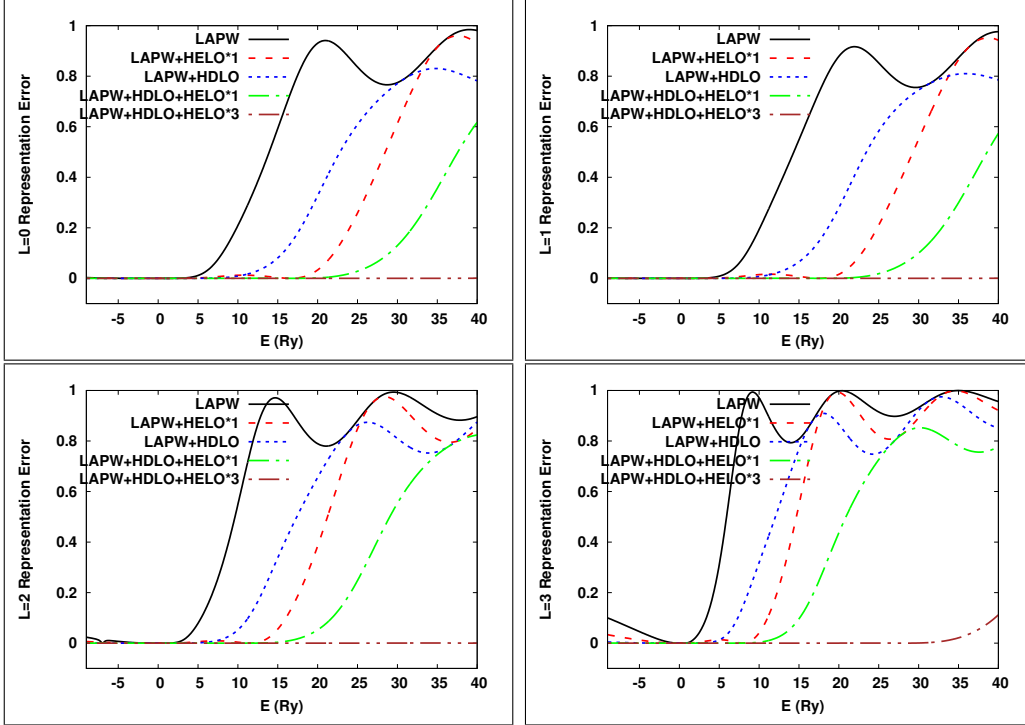 L=0 Representation Error
1
0.8
0.6
0.4
0.2
0
LAPW
LAPW+HELO*1
LAPW+HDLO
LAPW+HDLO+HELO*1
LAPW+HDLO+HELO*3
-5 0 5 10 15 20 25 30 35 40
E (Ry)
L=1 Representation Error
1
0.8
0.6
0.4
0.2
0
LAPW
LAPW+HELO*1
LAPW+HDLO
LAPW+HDLO+HELO*1
LAPW+HDLO+HELO*3
-5 0 5 10 15 20 25 30 35 40
E (Ry)
L=2 Representation Error
1
0.8
0.6
0.4
0.2
0
LAPW
LAPW+HELO*1
LAPW+HDLO
LAPW+HDLO+HELO*1
LAPW+HDLO+HELO*3
-5 0 5 10 15 20 25 30 35 40
E (Ry)
L=3 Representation Error
1
0.8
0.6
0.4
0.2
0
LAPW
LAPW+HELO*1
LAPW+HDLO
LAPW+HDLO+HELO*1
LAPW+HDLO+HELO*3
-5 0 5 10 15 20 25 30 35 40
E (Ry)